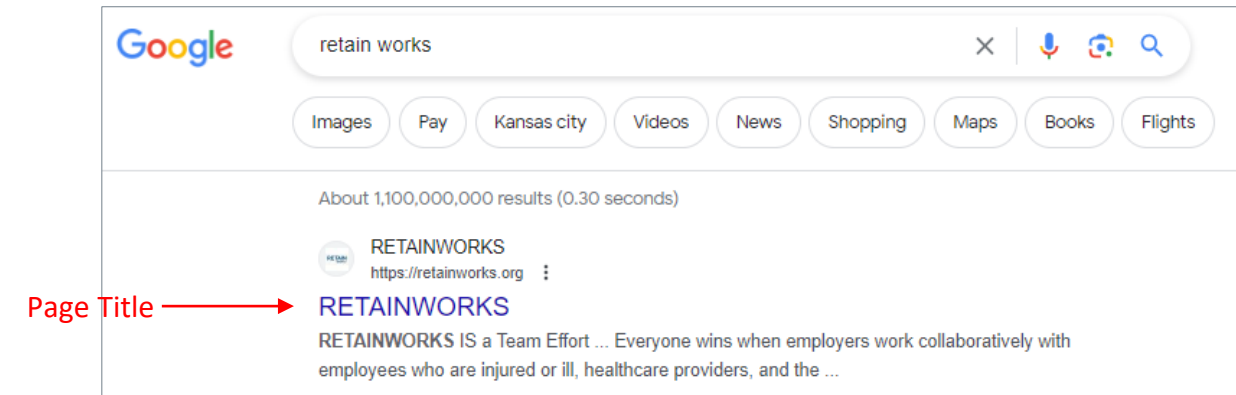 Google
retain works
Images Pay Kansas city Videos News Shopping Maps Books Flights
About 1,100,000,000 results (0.30 seconds)
RETAIN
RETAINWORKS
https://retainworks.org
Page Title
RETAINWORKS
RETAINWORKS IS a Team Effort ... Everyone wins when employers work collaboratively with
employees who are injured or ill, healthcare providers, and the ...